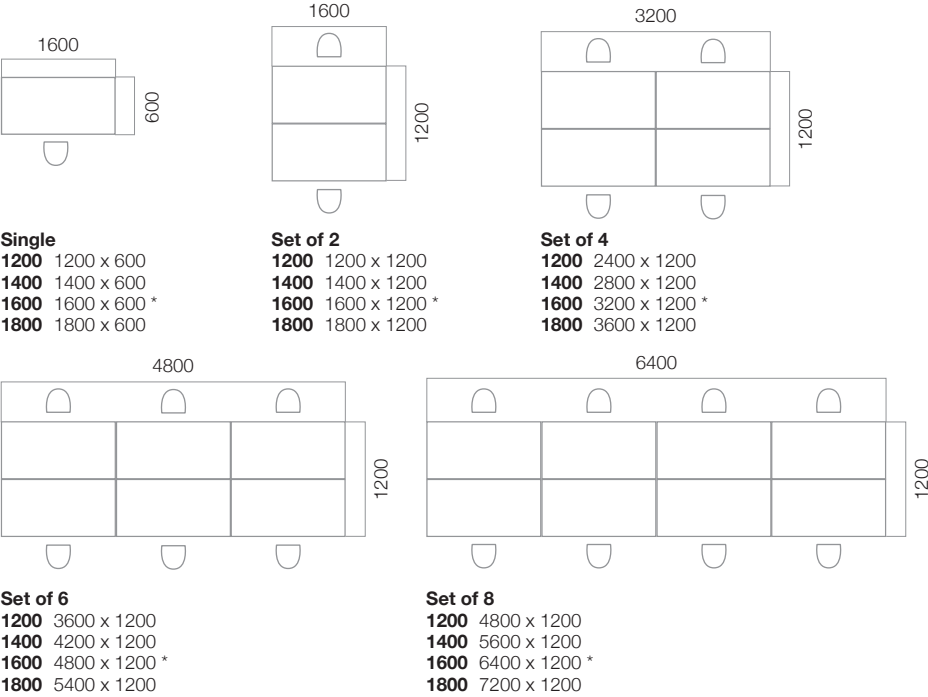 1600
600
Single
1200 1200 x 600
1400 1400 x 600
1600 1600 x 600 *
1800 1800 x 600
1600
1200
Set of 2
1200 1200 x 1200
1400 1400 x 1200
1600 1600 x 1200 *
1800 1800 x 1200
3200
1200
Set of 4
1200 2400 x 1200
1400 2800 x 1200
1600 3200 x 1200 *
1800 3600 x 1200
4800
1200
Set of 6
1200 3600 x 1200
1400 4200 x 1200
1600 4800 x 1200 *
1800 5400 x 1200
6400
1200
Set of 8
1200 4800 x 1200
1400 5600 x 1200
1600 6400 x 1200 *
1800 7200 x 1200